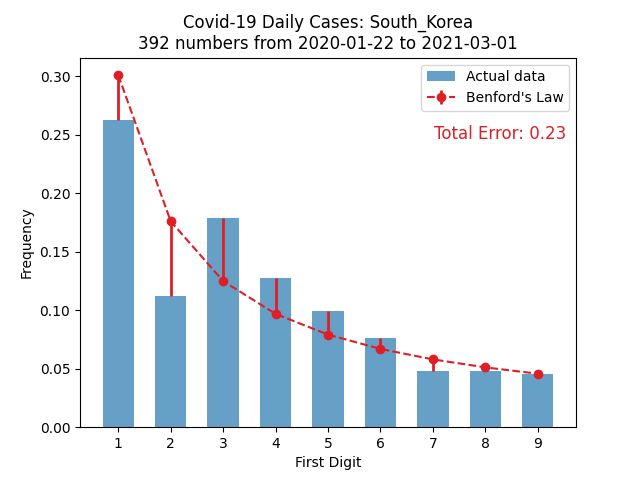 Covid-19 Daily Cases: South_Korea
392 numbers from 2020-01-22 to 2021-03-01
Actual data
Benford's Law
Total Error: 0.23
Frequency
0.30
0.25
0.20
0.15
0.10
0.05
0.00
1 2 3 4 5 6 7 8 9
First Digit